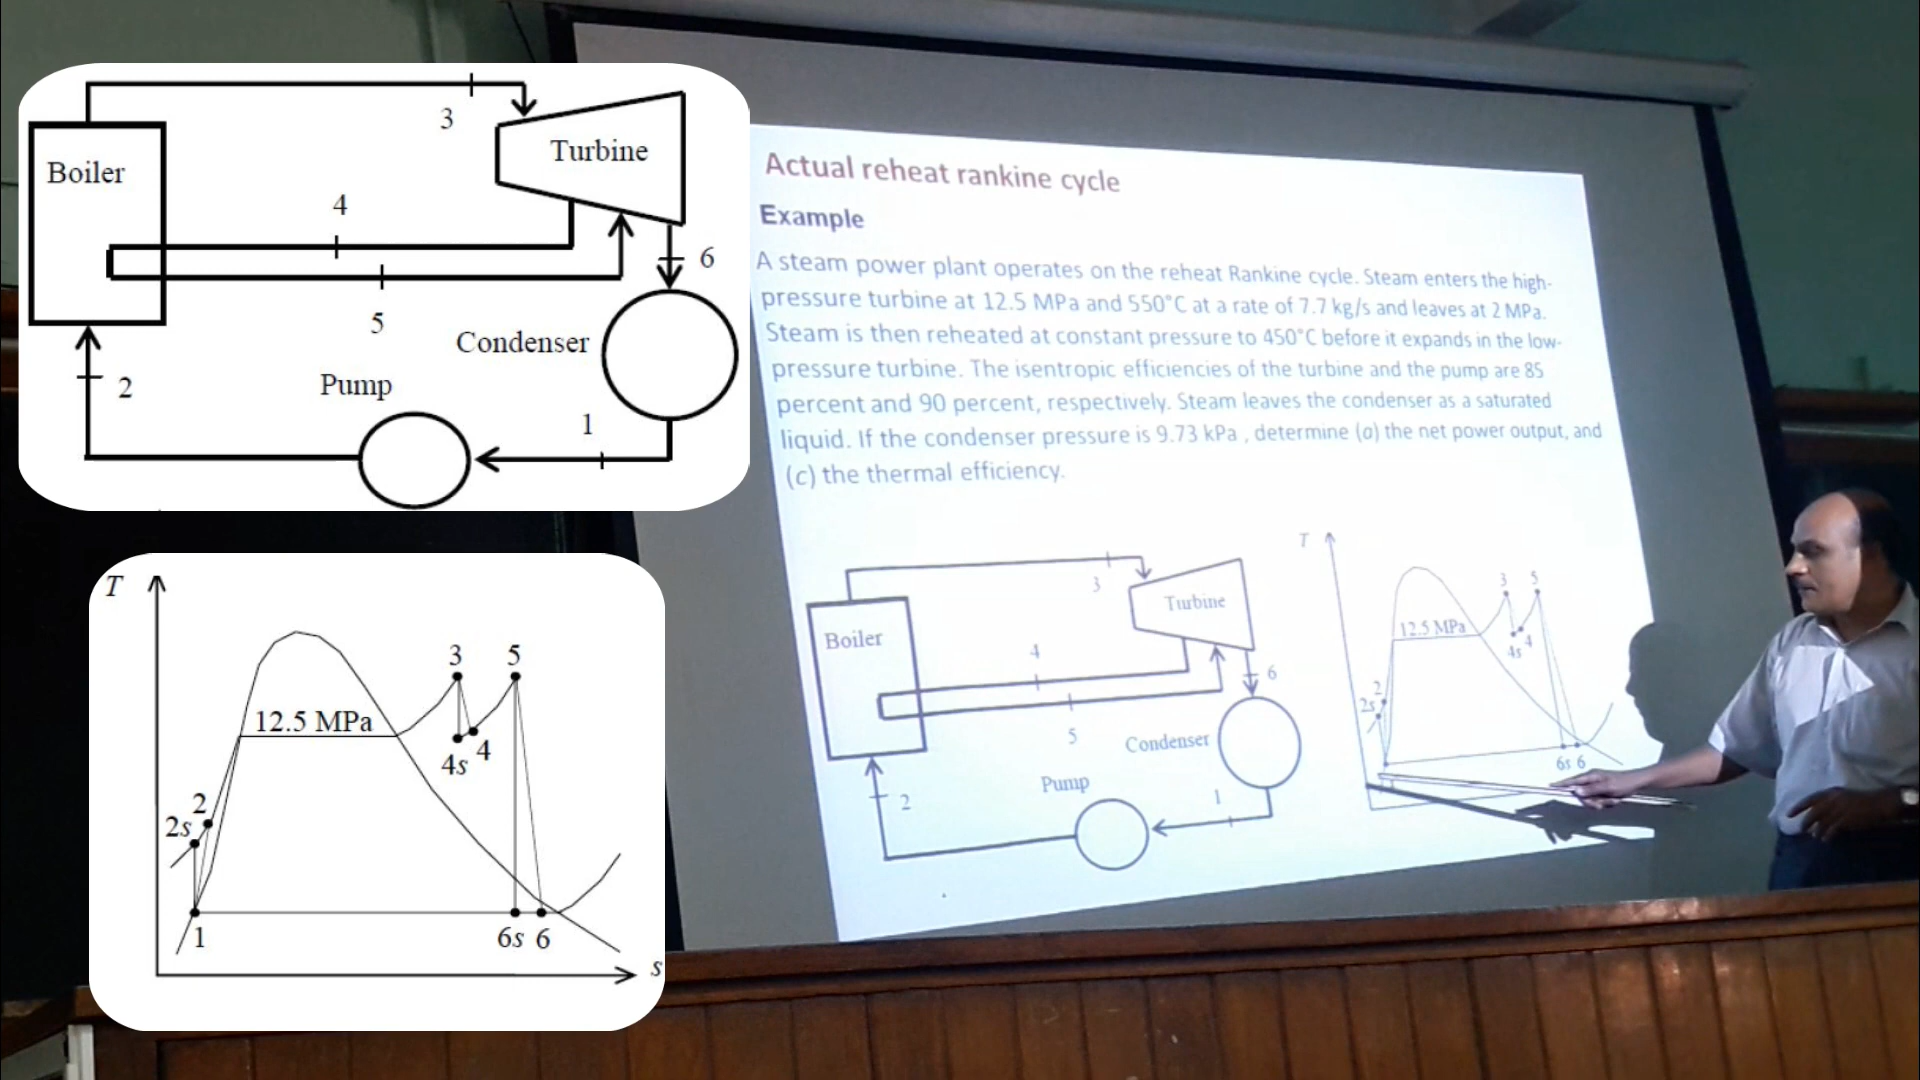 3
Turbine
Boiler
4
6
5
Condenser
2
Pump
1
T
3
5
12.5 MPa
4
4s
2
2s
1
6s 6
s
Actual reheat rankine cycle
Example
A steam power plant operates on the reheat Rankine cycle. Steam enters the high-
pressure turbine at 12.5 MPa and 550°C at a rate of 7.7 kg/s and leaves at 2 MPa.
Steam is then reheated at constant pressure to 450°C before it expands in the low-
pressure turbine. The isentropic efficiencies of the turbine and the pump are 85
percent and 90 percent, respectively. Steam leaves the condenser as a saturated
liquid. If the condenser pressure is 9.73 kPa , determine (a) the net power output, and
(c) the thermal efficiency.
3
Turbine
Boiler
4
6
5
Condenser
Pump
2
1
T
3
5
12.5 MPa
4
4s
2
2s
6s 6